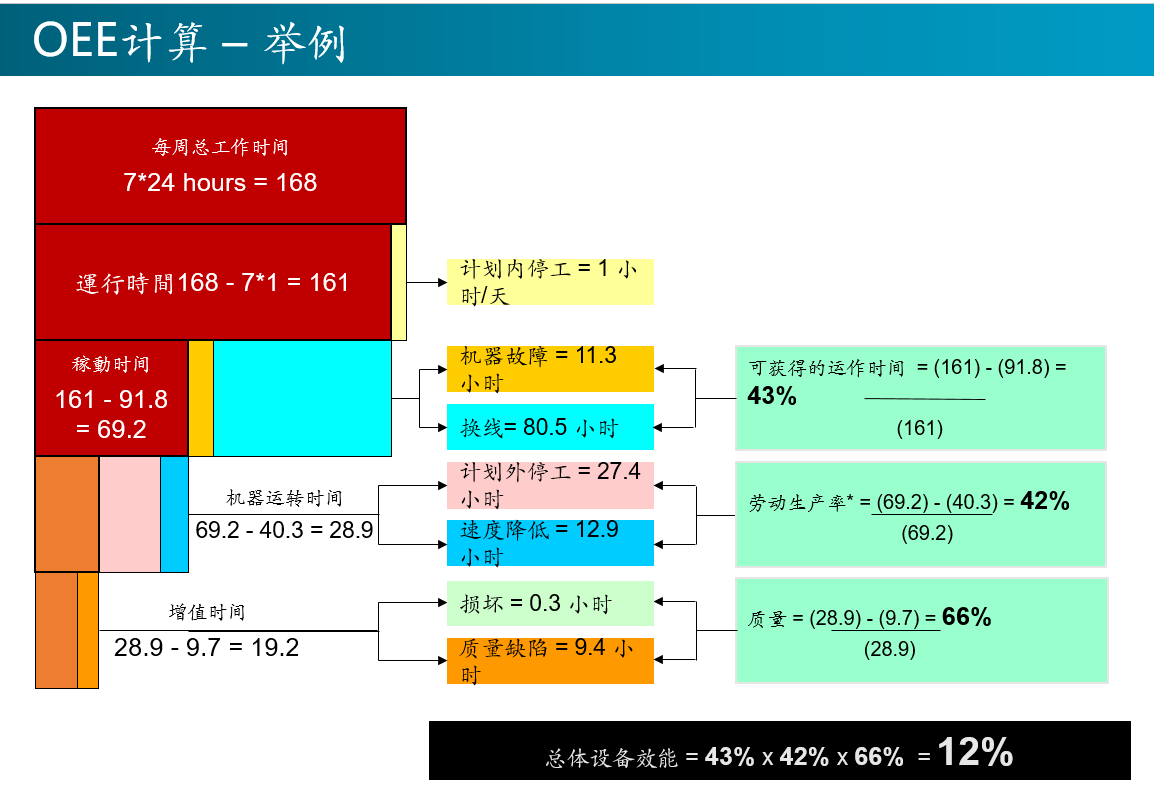 OEE计算 – 举例
每周总工作时间
7*24 hours = 168
運行時間168 - 7*1 = 161
计划内停工 = 1 小
时/天
稼動时间
161 - 91.8
= 69.2
机器故障 = 11.3
小时
换线= 80.5 小时
可获得的运作时间 = (161) - (91.8) =
43%
(161)
机器运转时间
69.2 - 40.3 = 28.9
计划外停工 = 27.4
小时
速度降低 = 12.9
小时
劳动生产率* = (69.2) - (40.3) = 42%
(69.2)
增值时间
28.9 - 9.7 = 19.2
损坏 = 0.3 小时
质量缺陷 = 9.4 小
时
质量 = (28.9) - (9.7) = 66%
(28.9)
总体设备效能 = 43% x 42% x 66% = 12%